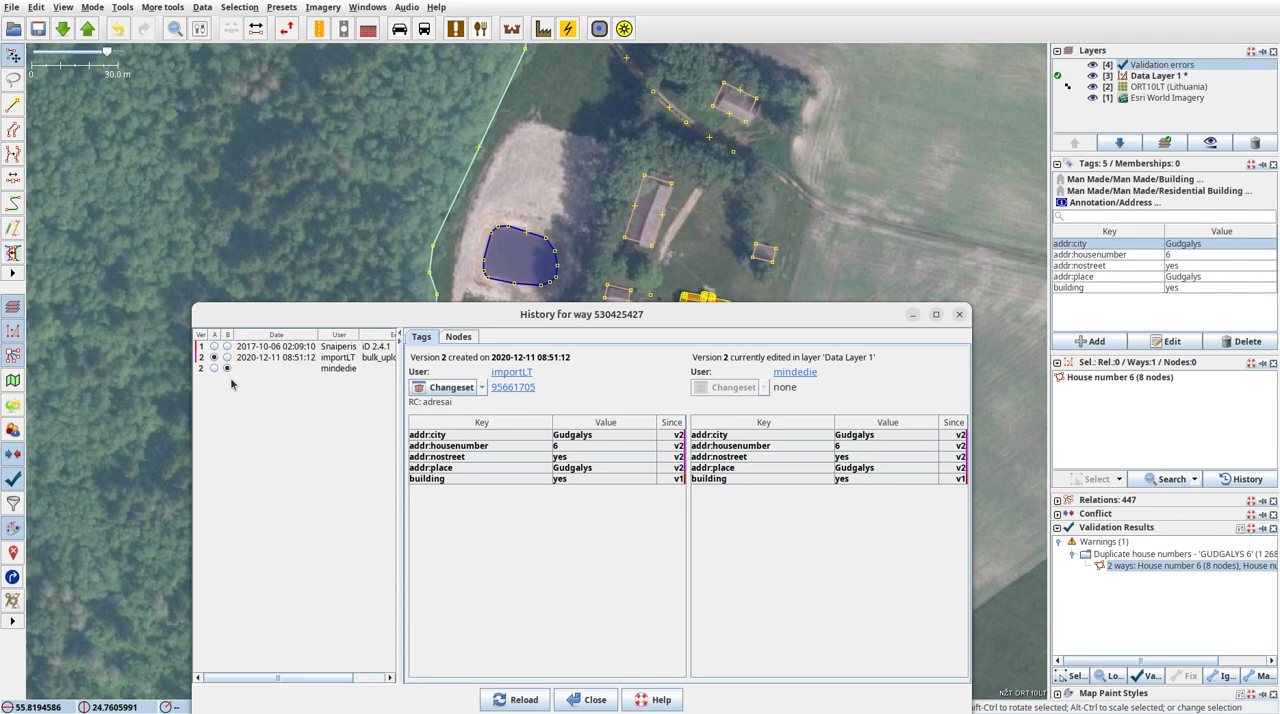 File Edit View Mode Tools More tools Data Selection Presets Imagery Windows Audio Help
0 30.0 m
Layers
[4] Validation errors
[3] Data Layer 1 *
[2] ORT10LT (Lithuania)
[1] Esri World Imagery
Tags: 5 / Memberships: 0
Man Made/Man Made/Building ...
Man Made/Man Made/Residential Building ...
Annotation/Address ...
Key Value
addr:city Gudgalys
addr:housenumber 6
addr:nostreet yes
addr:place Gudgalys
building yes
Add Edit Delete
Sel.: Rel.:0 / Ways:1 / Nodes:0
House number 6 (8 nodes)
Select Search History
Relations: 447
Conflict
Validation Results
Warnings (1)
Duplicate house numbers - 'GUDGALYS 6' (1 268
2 ways: House number 6 (8 nodes), House nu
Sel... Lo... Va... Fix Ig... Ma...
Map Paint Styles
History for way 530425427
Ver A B Date User
1 2017-10-06 02:09:10 Snaiperis iD 2.4.1
2 2020-12-11 08:51:12 importLT bulk_uplo
2 mindedie
Tags Nodes
Version 2 created on 2020-12-11 08:51:12
User: importLT
Changeset 95661705
RC: adresai
Key Value Since
addr:city Gudgalys v2
addr:housenumber 6 v2
addr:nostreet yes v2
addr:place Gudgalys v2
building yes v1
Version 2 currently edited in layer 'Data Layer 1'
User: mindedie
Changeset none
Key Value Since
addr:city Gudgalys v2
addr:housenumber 6 v2
addr:nostreet yes v2
addr:place Gudgalys v2
building yes v1
Reload Close Help
NŽT ORT10LT
55.8194586 24.7605991 --
ift-Ctrl to rotate selected; Alt-Ctrl to scale selected; or change selection